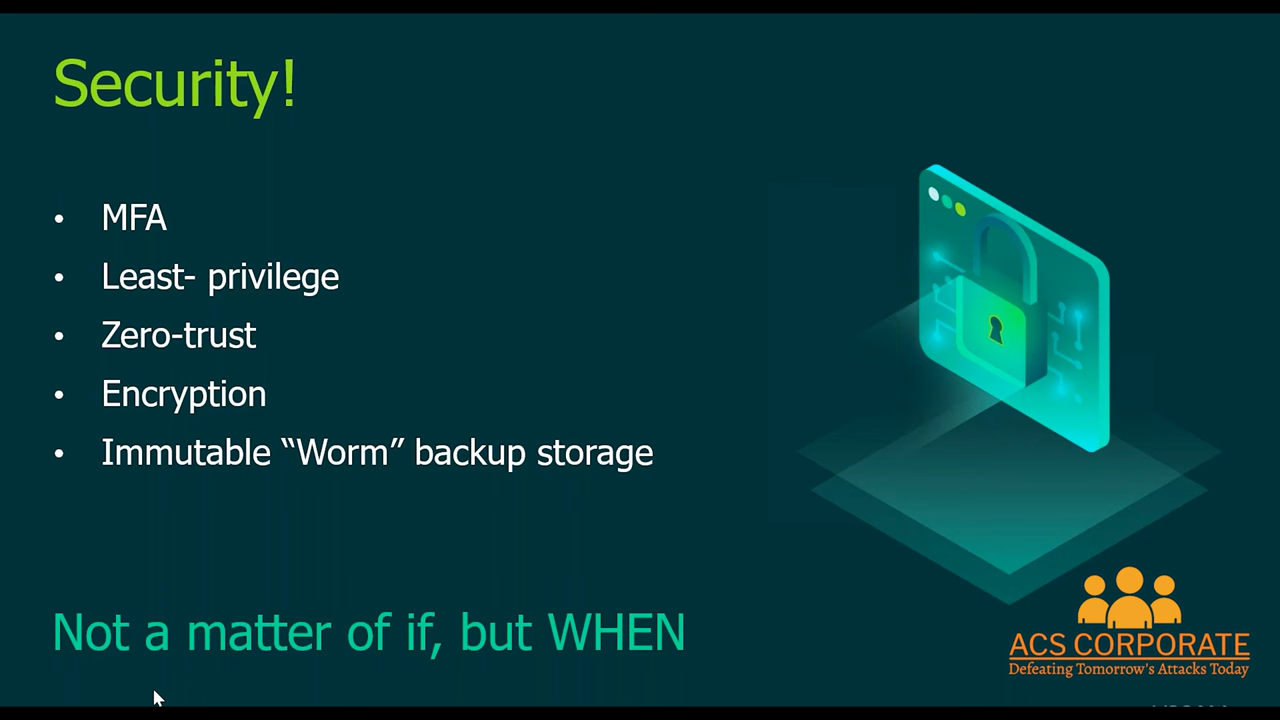 Security!
• MFA
• Least- privilege
• Zero-trust
• Encryption
• Immutable “Worm” backup storage
Not a matter of if, but WHEN
ACS CORPORATE
Defeating Tomorrow's Attacks Today